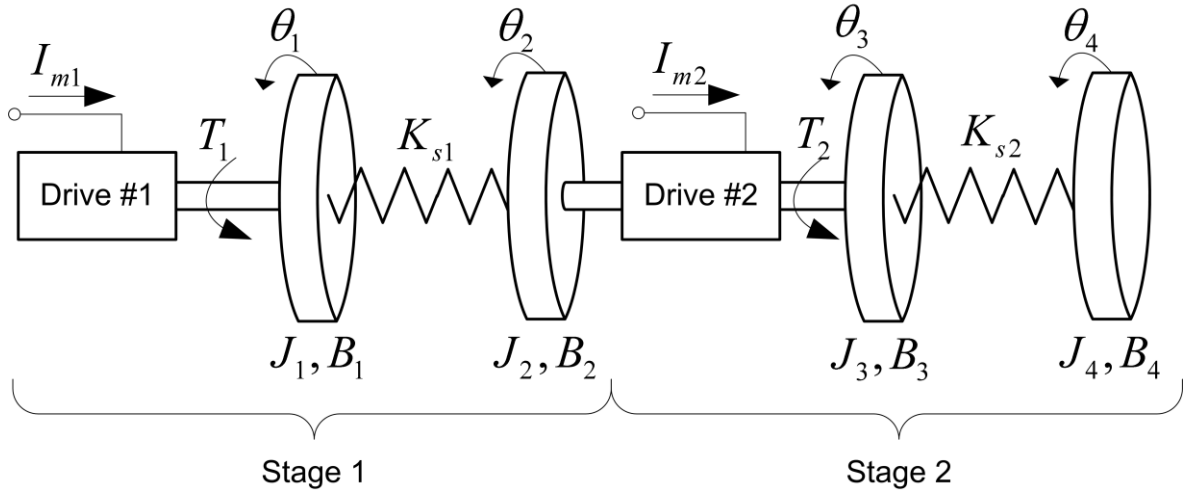 θ₁ θ₂ θ₃ θ₄
Iₘ₁ Iₘ₂
T₁ Kₛ₁ T₂ Kₛ₂
Drive #1 Drive #2
J₁, B₁ J₂, B₂ J₃, B₃ J₄, B₄
Stage 1 Stage 2